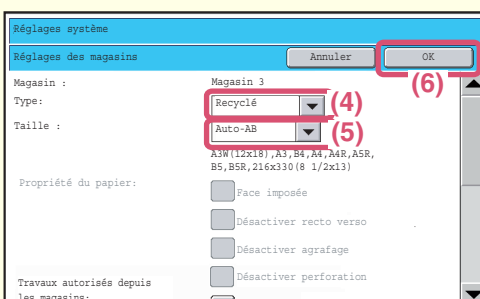 Réglages système
Réglages des magasins Annuler OK
(6)
Magasin : Magasin 3
Type: Recyclé (4)
Taille : Auto-AB (5)
A3W(12x18),A3,B4,A4,A4R,A5R,
B5,B5R,216x330(8 1/2x13)
Propriété du papier: Face imposée
Désactiver recto verso
Désactiver agrafage
Désactiver perforation
Travaux autorisés depuis
les magasins: